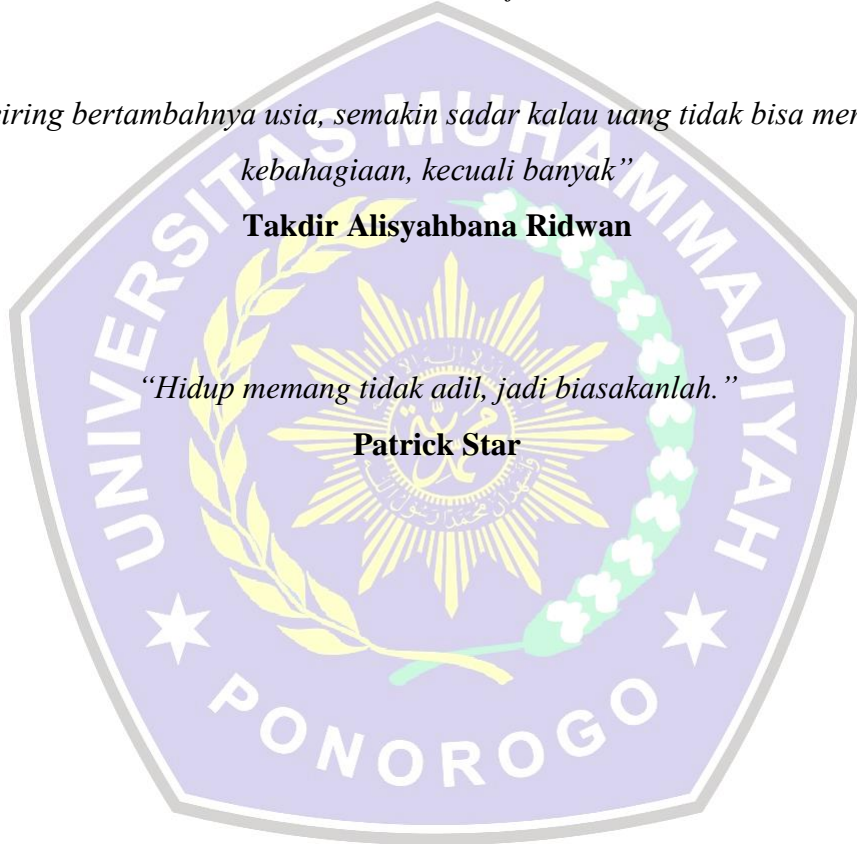 bertambahnya usia, semakin sadar kalau uang tidak bisa
kebahagiaan, kecuali banyak”
Takdir Alisyahbana Ridwan
“Hidup memang tidak adil, jadi biasakanlah.”
Patrick Star
UNIVERSITAS MUHAMMADIYAH
PONOROGO